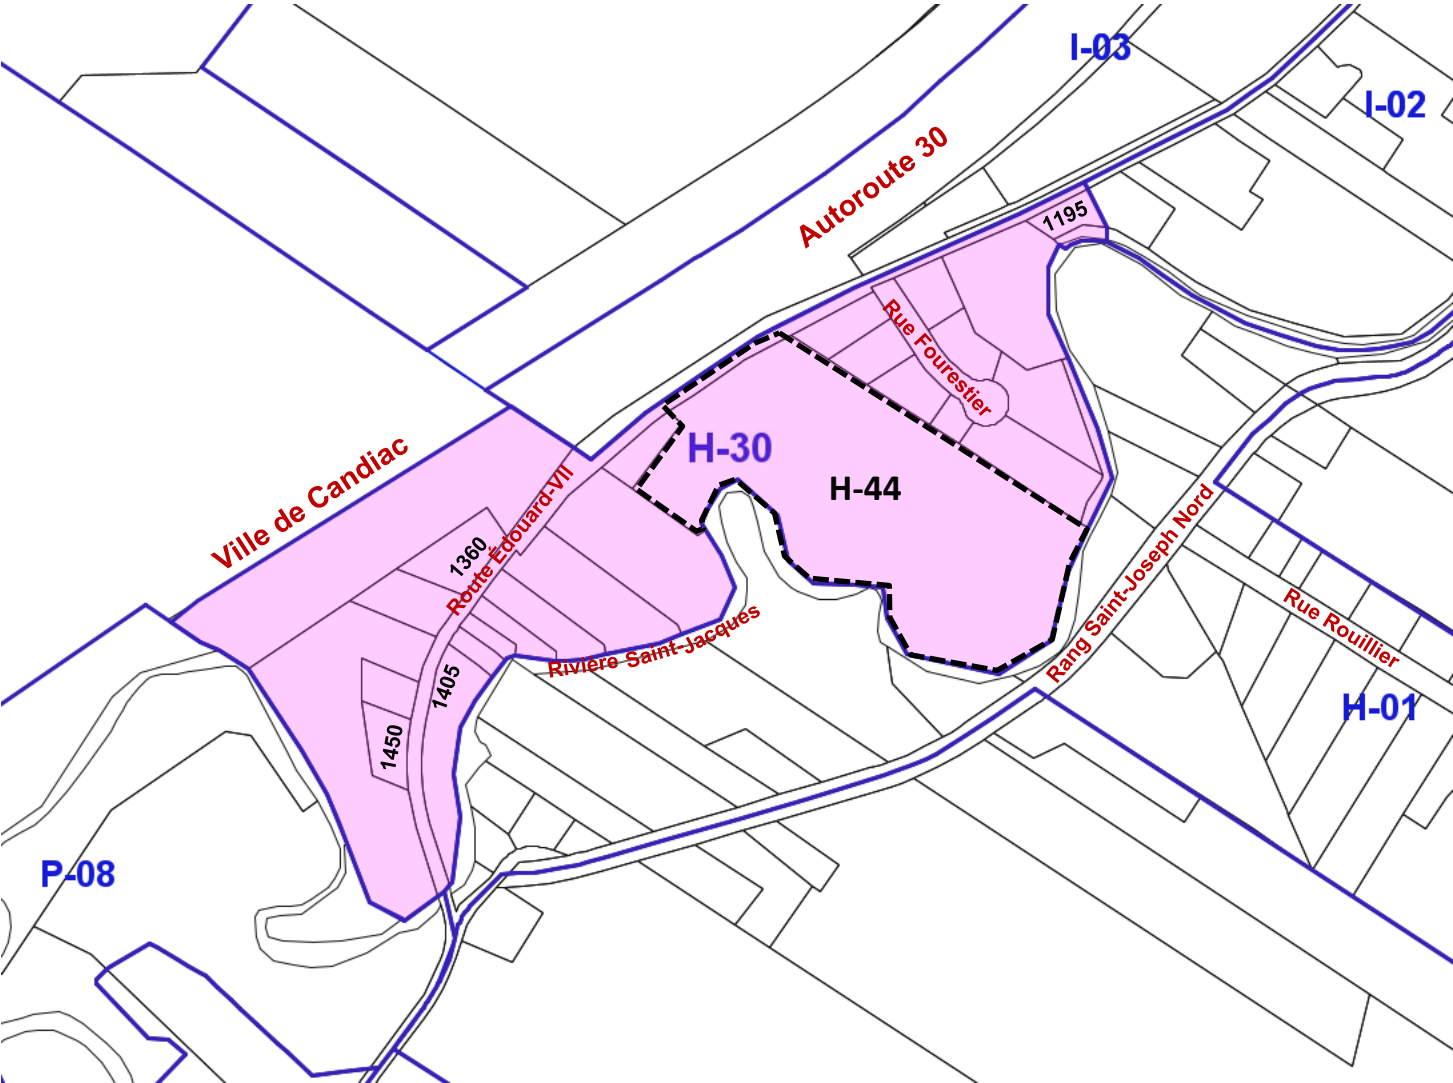 I-03
I-02
Autoroute 30
1195
Rue Fourestier
H-30
Ville de Candiac
H-44
Route Édouard-VII
1360
Rang Saint-Joseph Nord
Rivière Saint-Jacques
Rue Rouillier
1405
H-01
1450
P-08